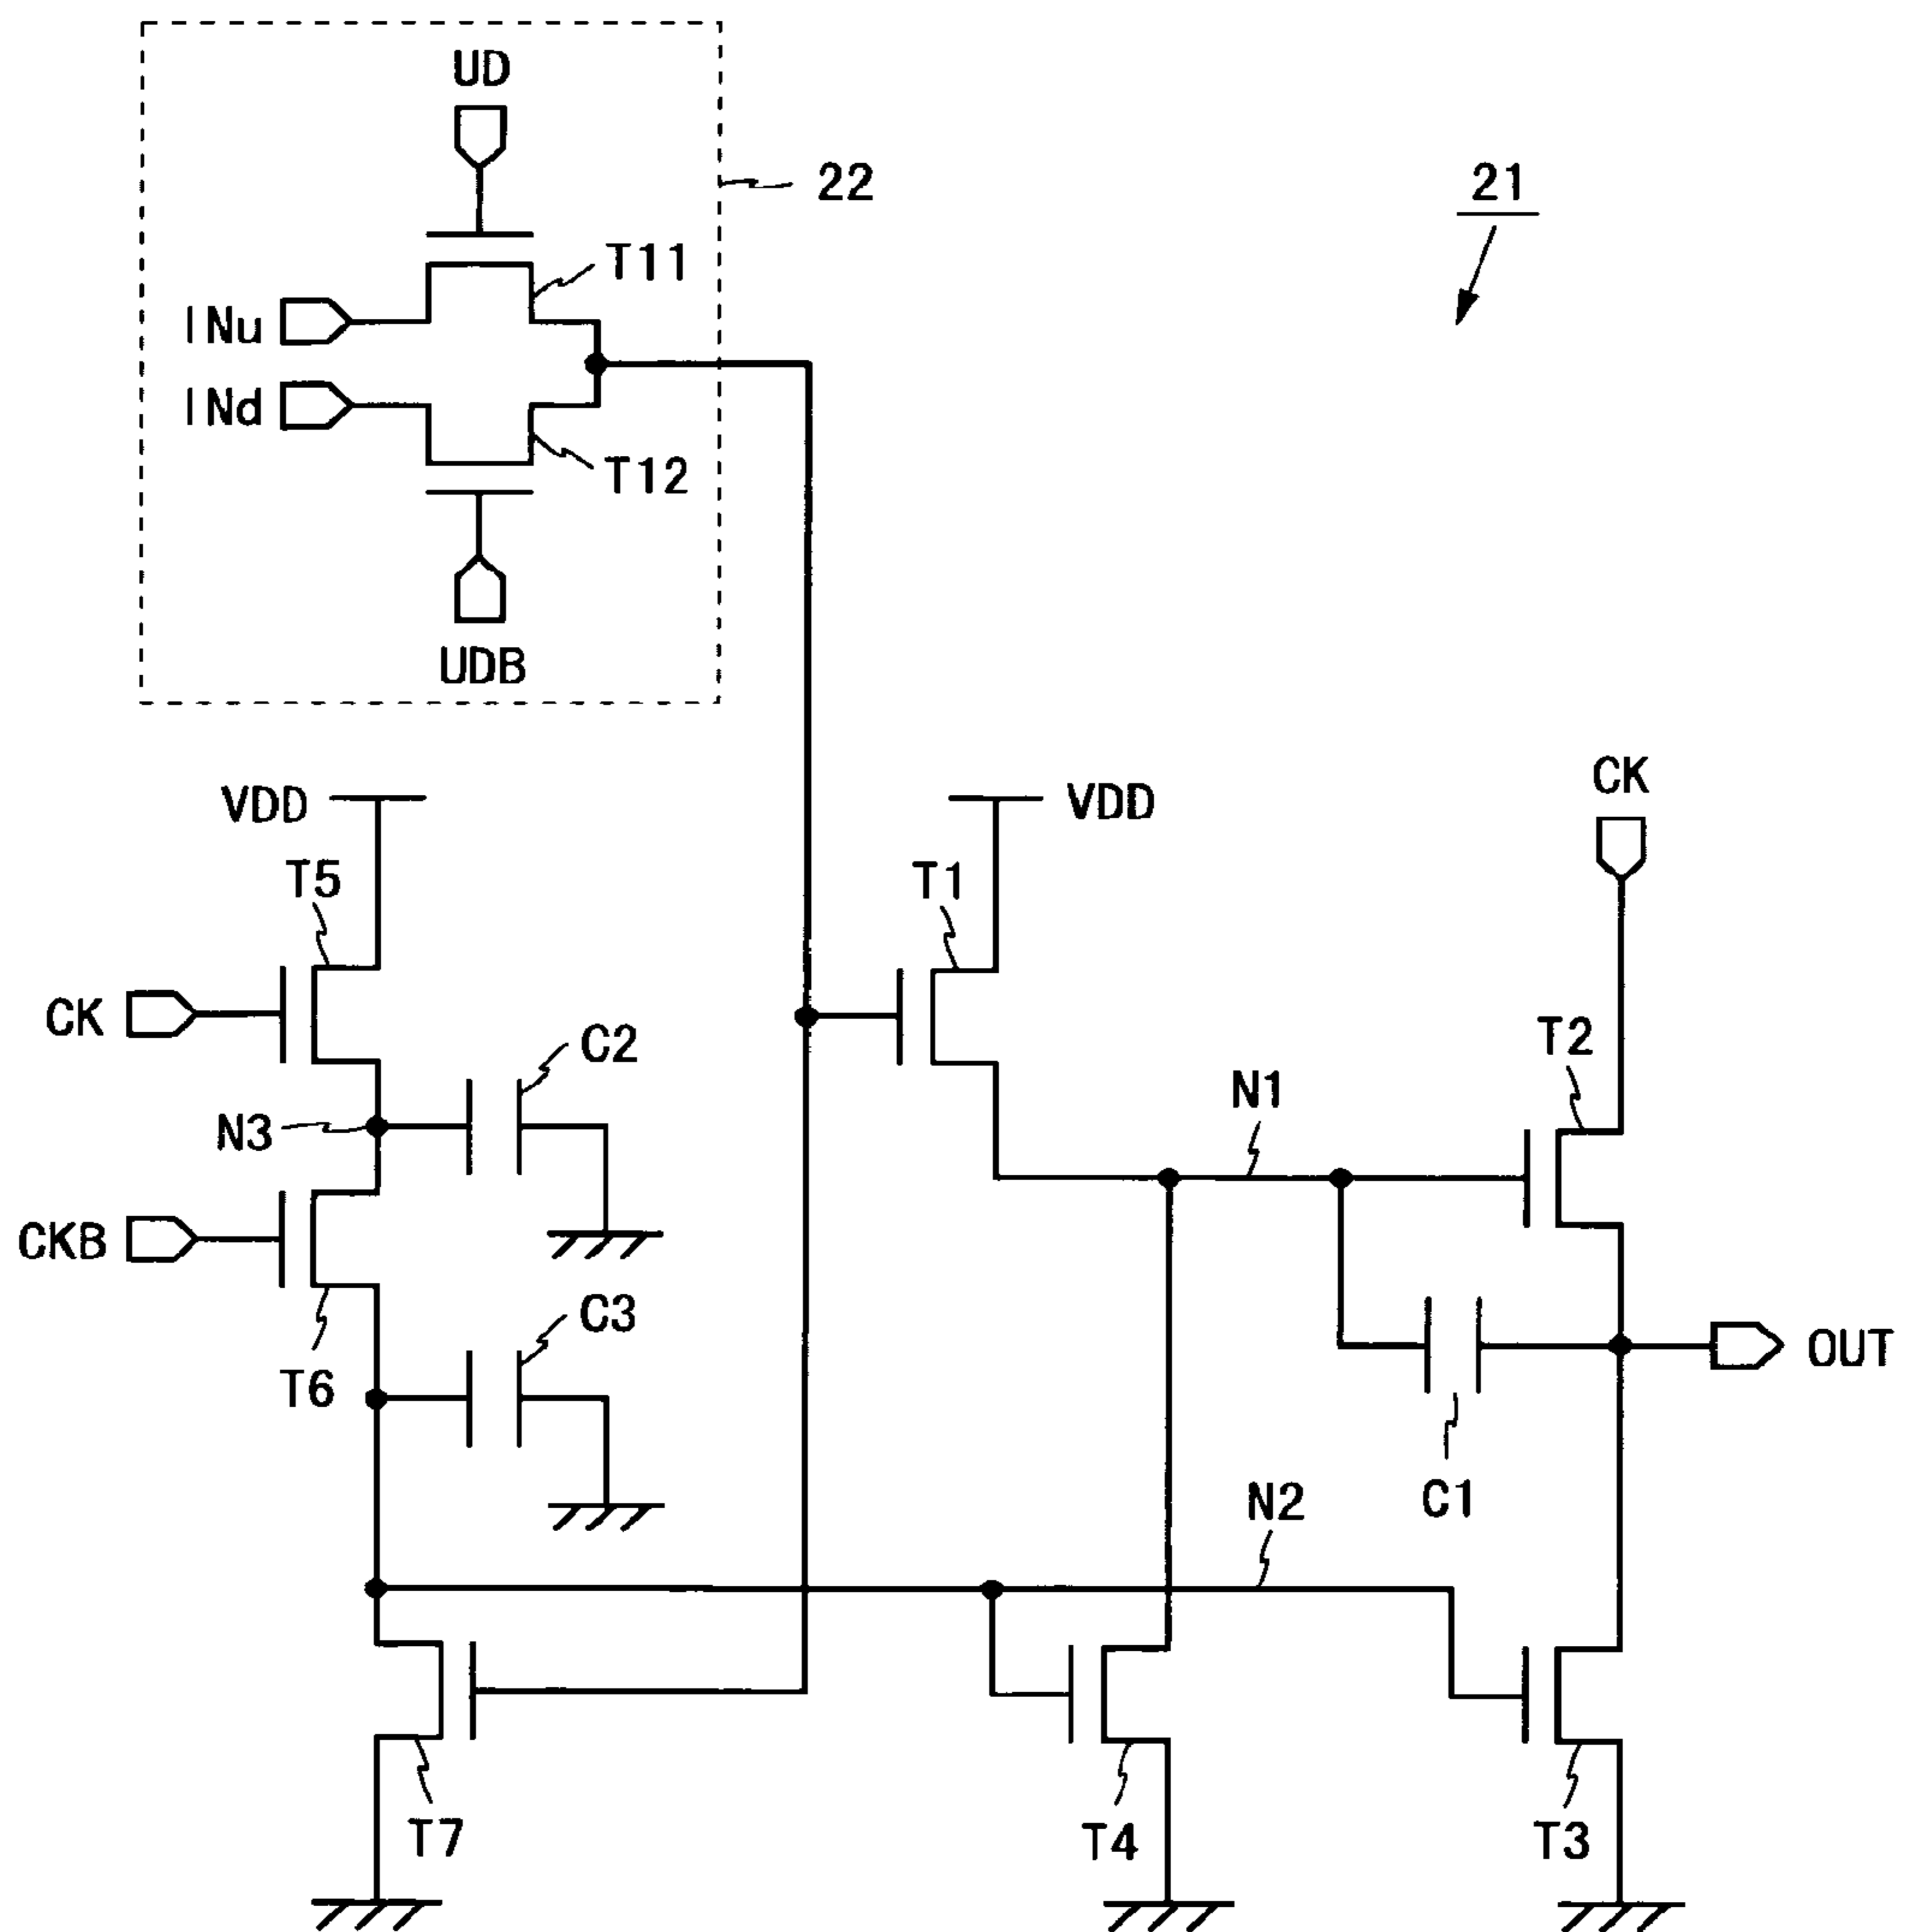 UD
22
21
T11
INu
INd
T12
UDB
CK
VDD
VDD
T5
T1
CK
C2
T2
N3
N1
CKB
C3
T6
OUT
N2
C1
T7
T4
T3